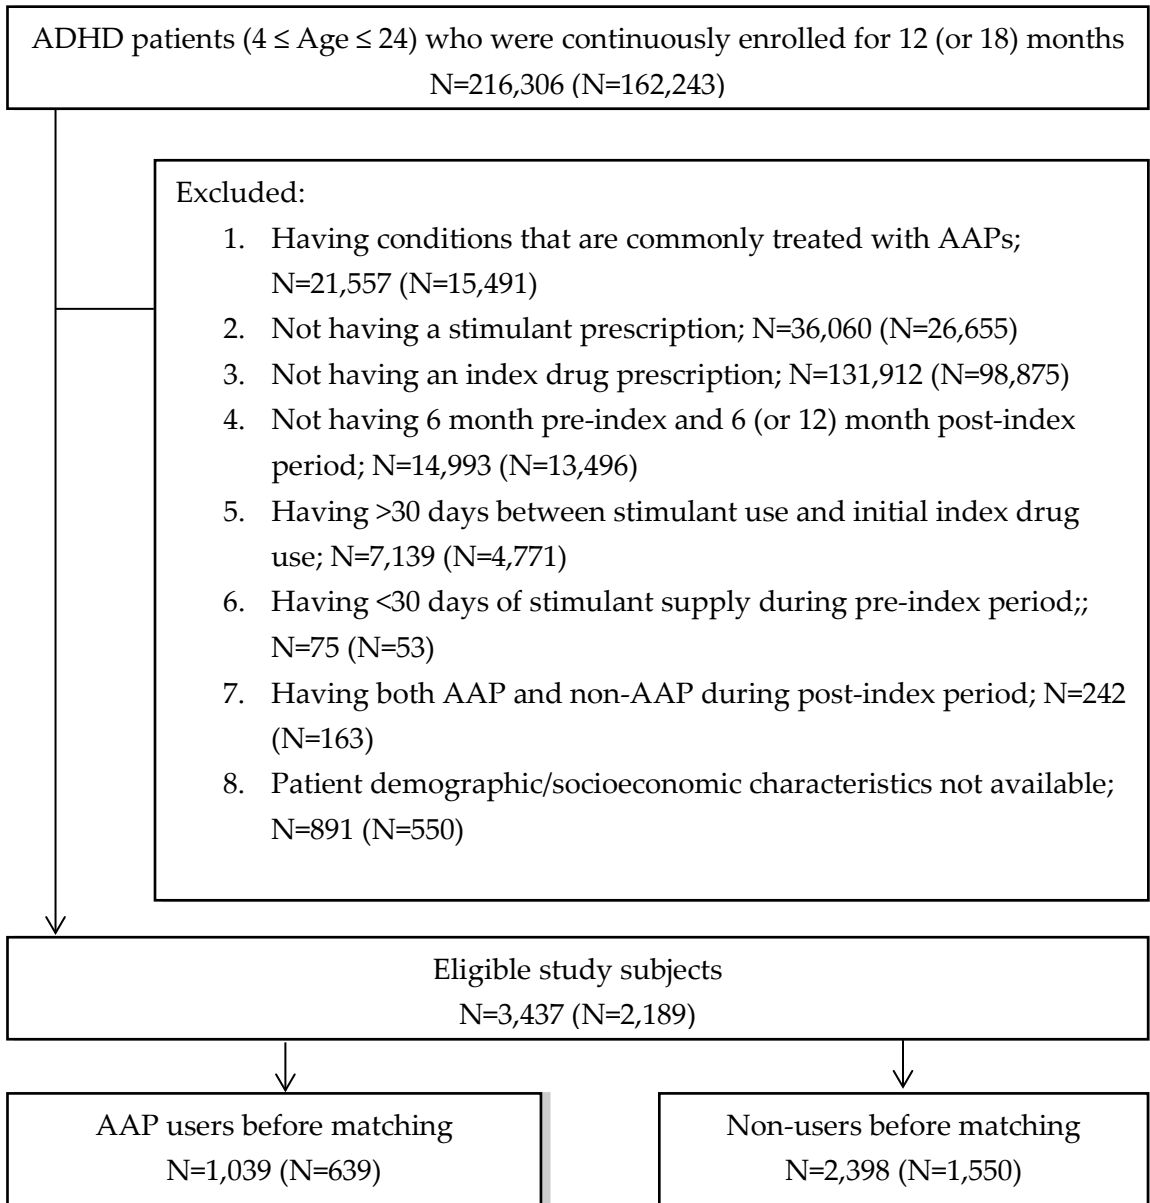 ADHD patients (4 ≤ Age ≤ 24) who were continuously enrolled for 12 (or 18) months
N=216,306 (N=162,243)
Excluded:
1. Having conditions that are commonly treated with AAPs;
N=21,557 (N=15,491)
2. Not having a stimulant prescription; N=36,060 (N=26,655)
3. Not having an index drug prescription; N=131,912 (N=98,875)
4. Not having 6 month pre-index and 6 (or 12) month post-index
period; N=14,993 (N=13,496)
5. Having >30 days between stimulant use and initial index drug
use; N=7,139 (N=4,771)
6. Having <30 days of stimulant supply during pre-index period;;
N=75 (N=53)
7. Having both AAP and non-AAP during post-index period; N=242
(N=163)
8. Patient demographic/socioeconomic characteristics not available;
N=891 (N=550)
Eligible study subjects
N=3,437 (N=2,189)
AAP users before matching
N=1,039 (N=639)
Non-users before matching
N=2,398 (N=1,550)